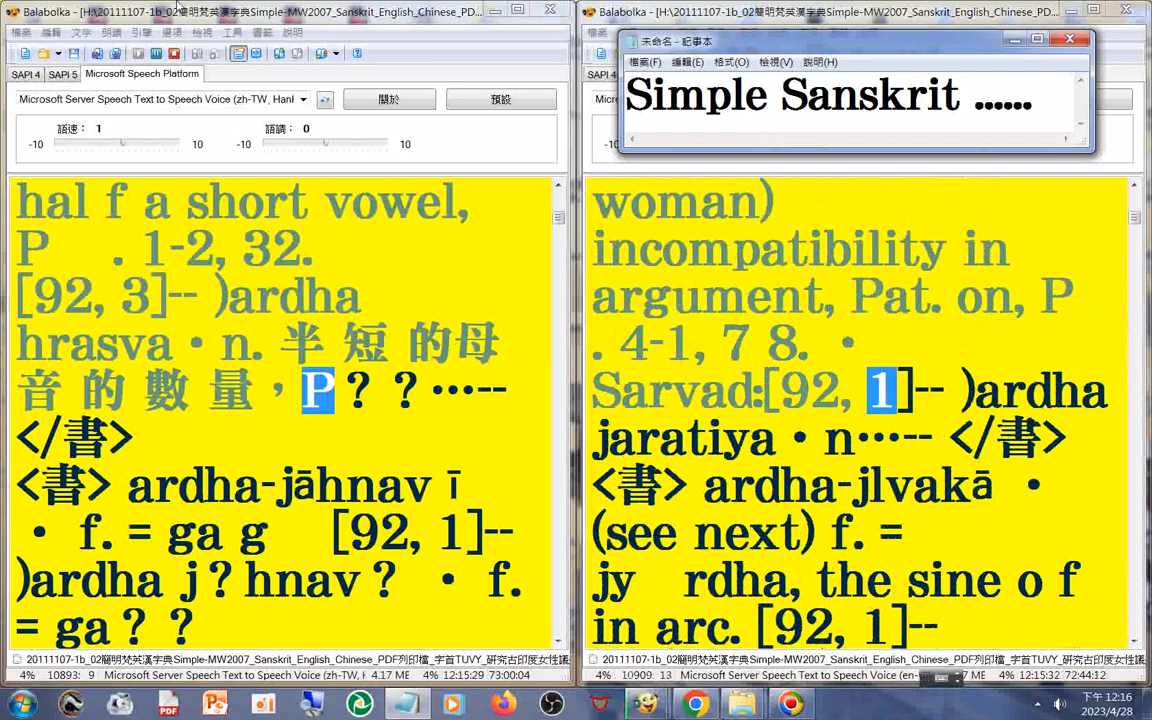 Balabolka - [H:\20111107-1b_02簡明梵英漢字典Simple-MW2007_Sanskrit_English_Chinese_PD...
檔案 編輯 文字 朗讀 引擎 選項 檢視 工具 書籤 說明
SAPI 4 SAPI 5 Microsoft Speech Platform
Microsoft Server Speech Text to Speech Voice (zh-TW, HanH
關於
預設
語速： 1
語調： 0
-10 10 -10 10
hal f a short vowel,
P . 1-2, 32.
[92, 3]-- )ardha
hrasva • n. 半 短 的母
音 的 數 量，P？？…--
</書>
<書> ardha-jāhnav ī
• f. = ga g [92, 1]--
)ardha j？hnav？ • f.
= ga？？
20111107-1b_02簡明梵英漢字典Simple-MW2007_Sanskrit_English_Chinese_PDF列印檔_字首TUVY_研究古印度女性議
4% 10893: 9 Microsoft Server Speech Text to Speech Voice (zh-TW, H 4.17 ME 12:15:29 73:00:04
Balabolka - [H:\20111107-1b_02簡明梵英漢字典Simple-MW2007_Sanskrit_English_Chinese_PD...
檔案
SAPI 4
Micr
-10
未命名 - 記事本
檔案(F) 編輯(E) 格式(O) 檢視(V) 說明(H)
Simple Sanskrit ......
woman)
incompatibility in
argument, Pat. on, P
. 4-1, 7 8. •
Sarvad:[92, 1]-- )ardha
jaratiya • n…-- </書>
<書> ardha-jlvakā •
(see next) f. =
jy rdha, the sine o f
in arc. [92, 1]--
20111107-1b_02簡明梵英漢字典Simple-MW2007_Sanskrit_English_Chinese_PDF列印檔_字首TUVY_研究古印度女性議
4% 10909: 13 Microsoft Server Speech Text to Speech Voice (zh-TW, 4% 12:15:32 72:44:12
下午 12:16
2023/4/28